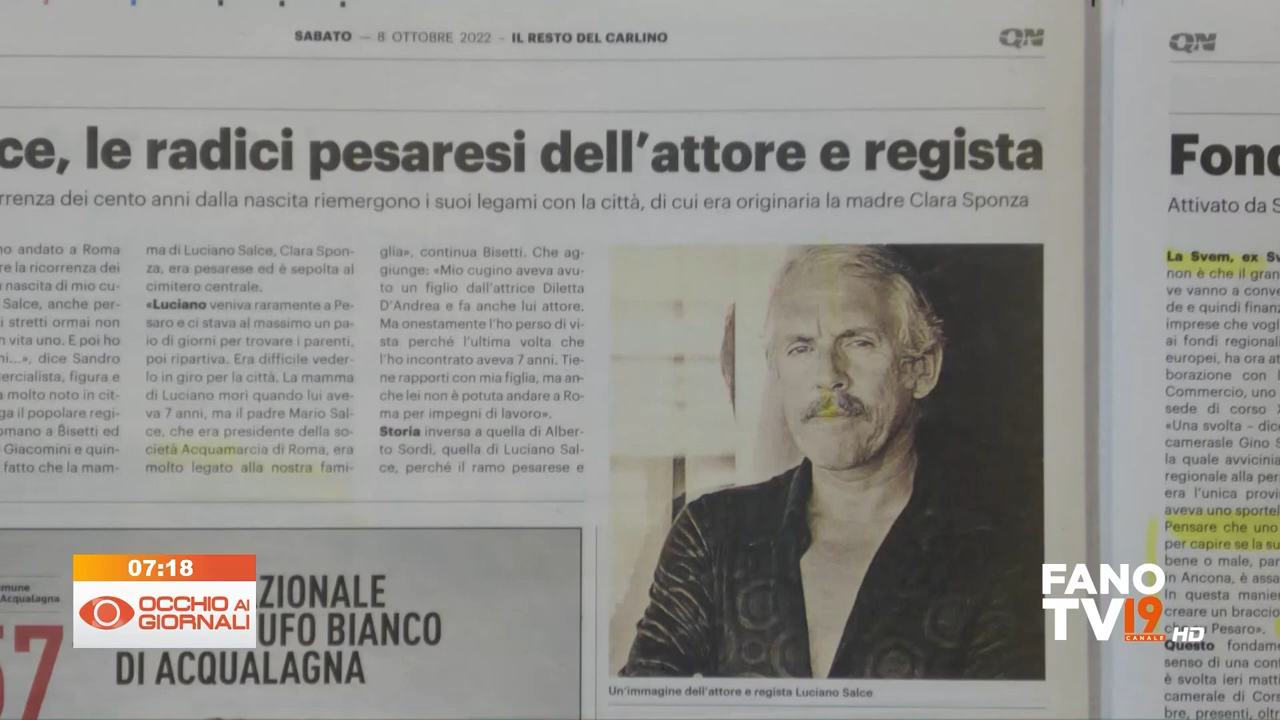 SABATO — 8 OTTOBRE 2022 – IL RESTO DEL CARLINO
QN
ce, le radici pesaresi dell'attore e regista
rrenza dei cento anni dalla nascita riemergono i suoi legami con la città, di cui era originaria la madre Clara Sponza
no andato a Roma
re la ricorrenza dei
nascita di mio cu-
Salce, anche per-
i stretti ormai non
n vita uno. E poi ho
ni...», dice Sandro
ercialista, figura e
a molto noto in cit-
ga il popolare regi-
omano a Bisetti ed
Giacomini e quin-
fatto che la mam-
ma di Luciano Salce, Clara Spon-
za, era pesarese ed è sepolta al
cimitero centrale.
«Luciano veniva raramente a Pe-
saro e ci stava al massimo un pa-
io di giorni per trovare i parenti,
poi ripartiva. Era difficile veder-
lo in giro per la città. La mamma
di Luciano morì quando lui ave-
va 7 anni, ma il padre Mario Sal-
ce, che era presidente della so-
cietà Acquamarcia di Roma, era
molto legato alla nostra fami-
glia», continua Bisetti. Che ag-
giunge: «Mio cugino aveva avu-
to un figlio dall'attrice Diletta
D'Andrea e fa anche lui attore.
Ma onestamente l'ho perso di vi-
sta perché l'ultima volta che
l'ho incontrato aveva 7 anni. Tie-
ne rapporti con mia figlia, ma an-
che lei non è potuta andare a Ro-
ma per impegni di lavoro».
Storia inversa a quella di Alber-
to Sordi, quella di Luciano Sal-
ce, perché il ramo pesarese e
Un'immagine dell'attore e regista Luciano Salce
mune
Acqualagna
57
ZIONALE
UFO BIANCO
DI ACQUALAGNA
07:18
OCCHIO AI
GIORNALI
QN
Fond
Attivato da S
La Svem, ex Sv
non è che il gran
ve vanno a conve
de e quindi finanz
imprese che vogl
ai fondi regionali
europei, ha ora at
borazione con l
Commercio, uno
sede di corso
«Una svolta – dice
camerasle Gino S
la quale avvicinia
regionale alla per
era l'unica provi
aveva uno sportel
Pensare che uno
per capire se la su
bene o male, par
in Ancona, è assa
In questa manier
creare un braccio
Pesaro».
Questo fondame
senso di una cont
è svolta ieri matti
camerale di Corr
bre, presenti, oltr
FANO
TV19
CANALE HD